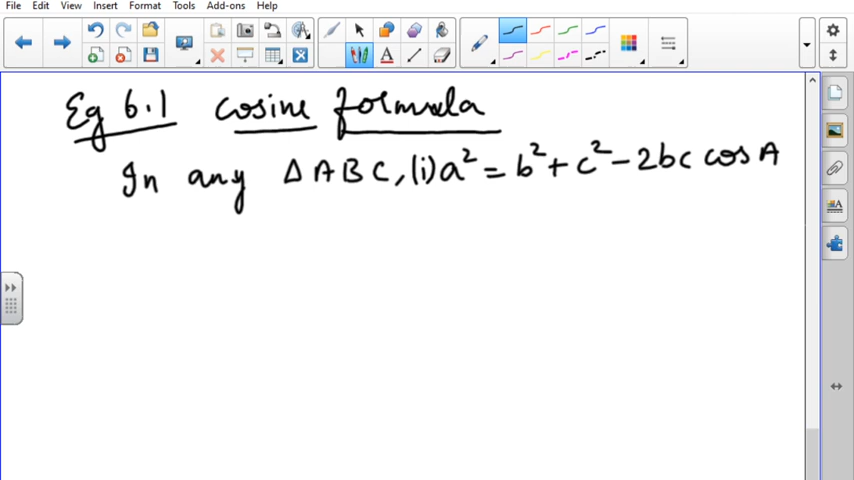 File Edit View Insert Format Tools Add-ons Help
Eg 6.1 cosine formula
In any Δ ABC, (i) a² = b² + c² - 2bc cos A